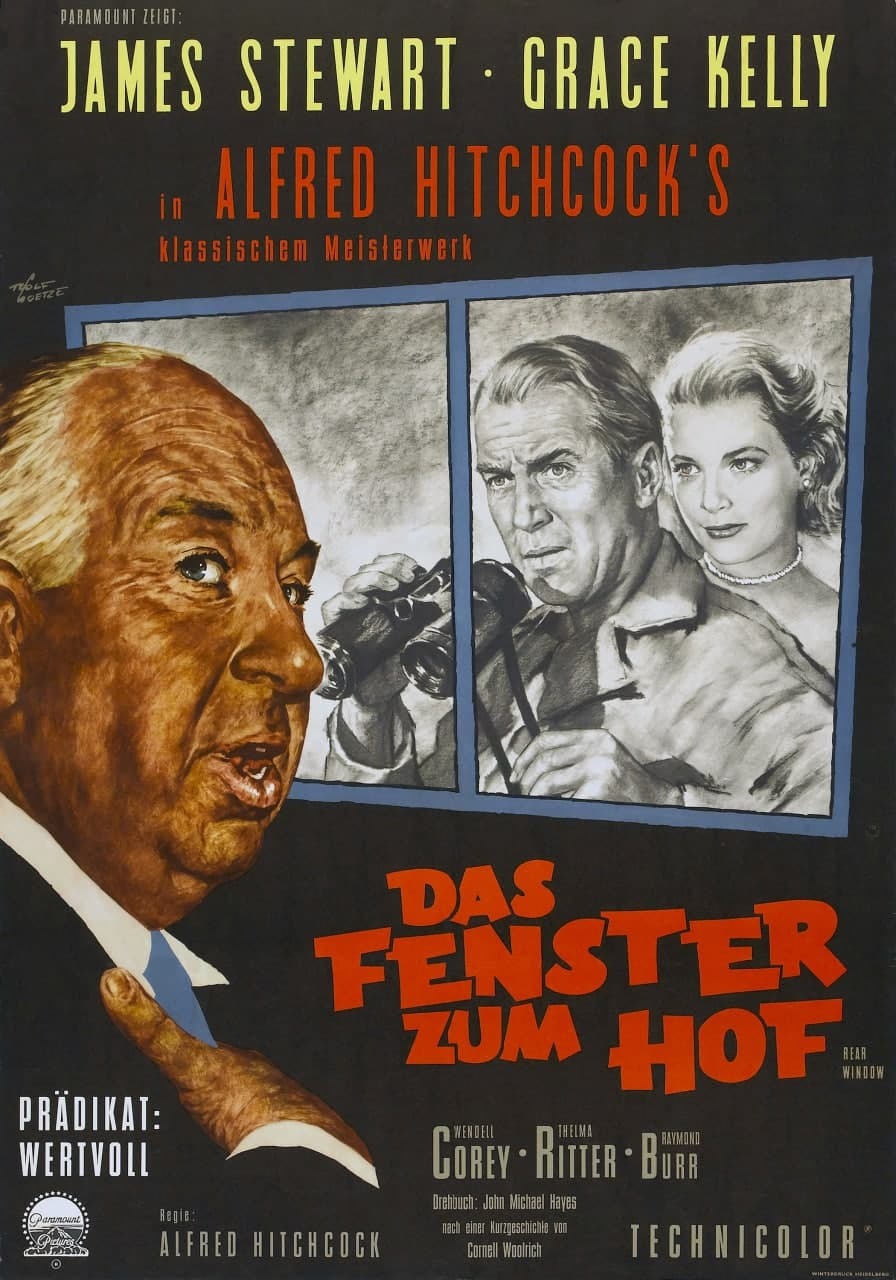 PARAMOUNT ZEIGT:
JAMES STEWART · GRACE KELLY
in ALFRED HITCHCOCK'S
klassischem Meisterwerk
WOLF
GOETZE
DAS
FENSTER
ZUM HOF
REAR
WINDOW
PRÄDIKAT:
WERTVOLL
WENDELL COREY · THELMA RITTER · RAYMOND BURR
Drehbuch: John Michael Hayes
nach einer Kurzgeschichte von
Cornell Woolrich
Paramount
Pictures
Regie:
ALFRED HITCHCOCK
TECHNICOLOR®
WINTERDRUCK HEIDELBERG